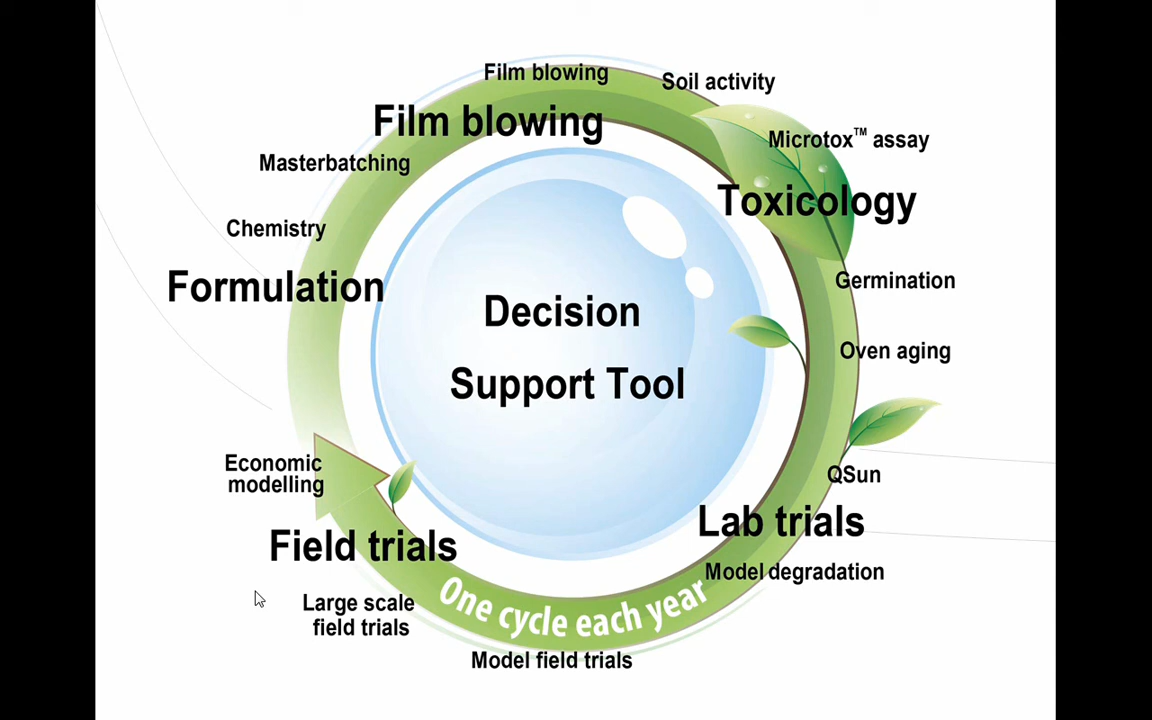 Film blowing
Soil activity
Film blowing
Microtox™ assay
Masterbatching
Toxicology
Chemistry
Germination
Formulation
Decision
Support Tool
Oven aging
Economic
modelling
QSun
Lab trials
Field trials
Model degradation
One cycle each year
Large scale
field trials
Model field trials